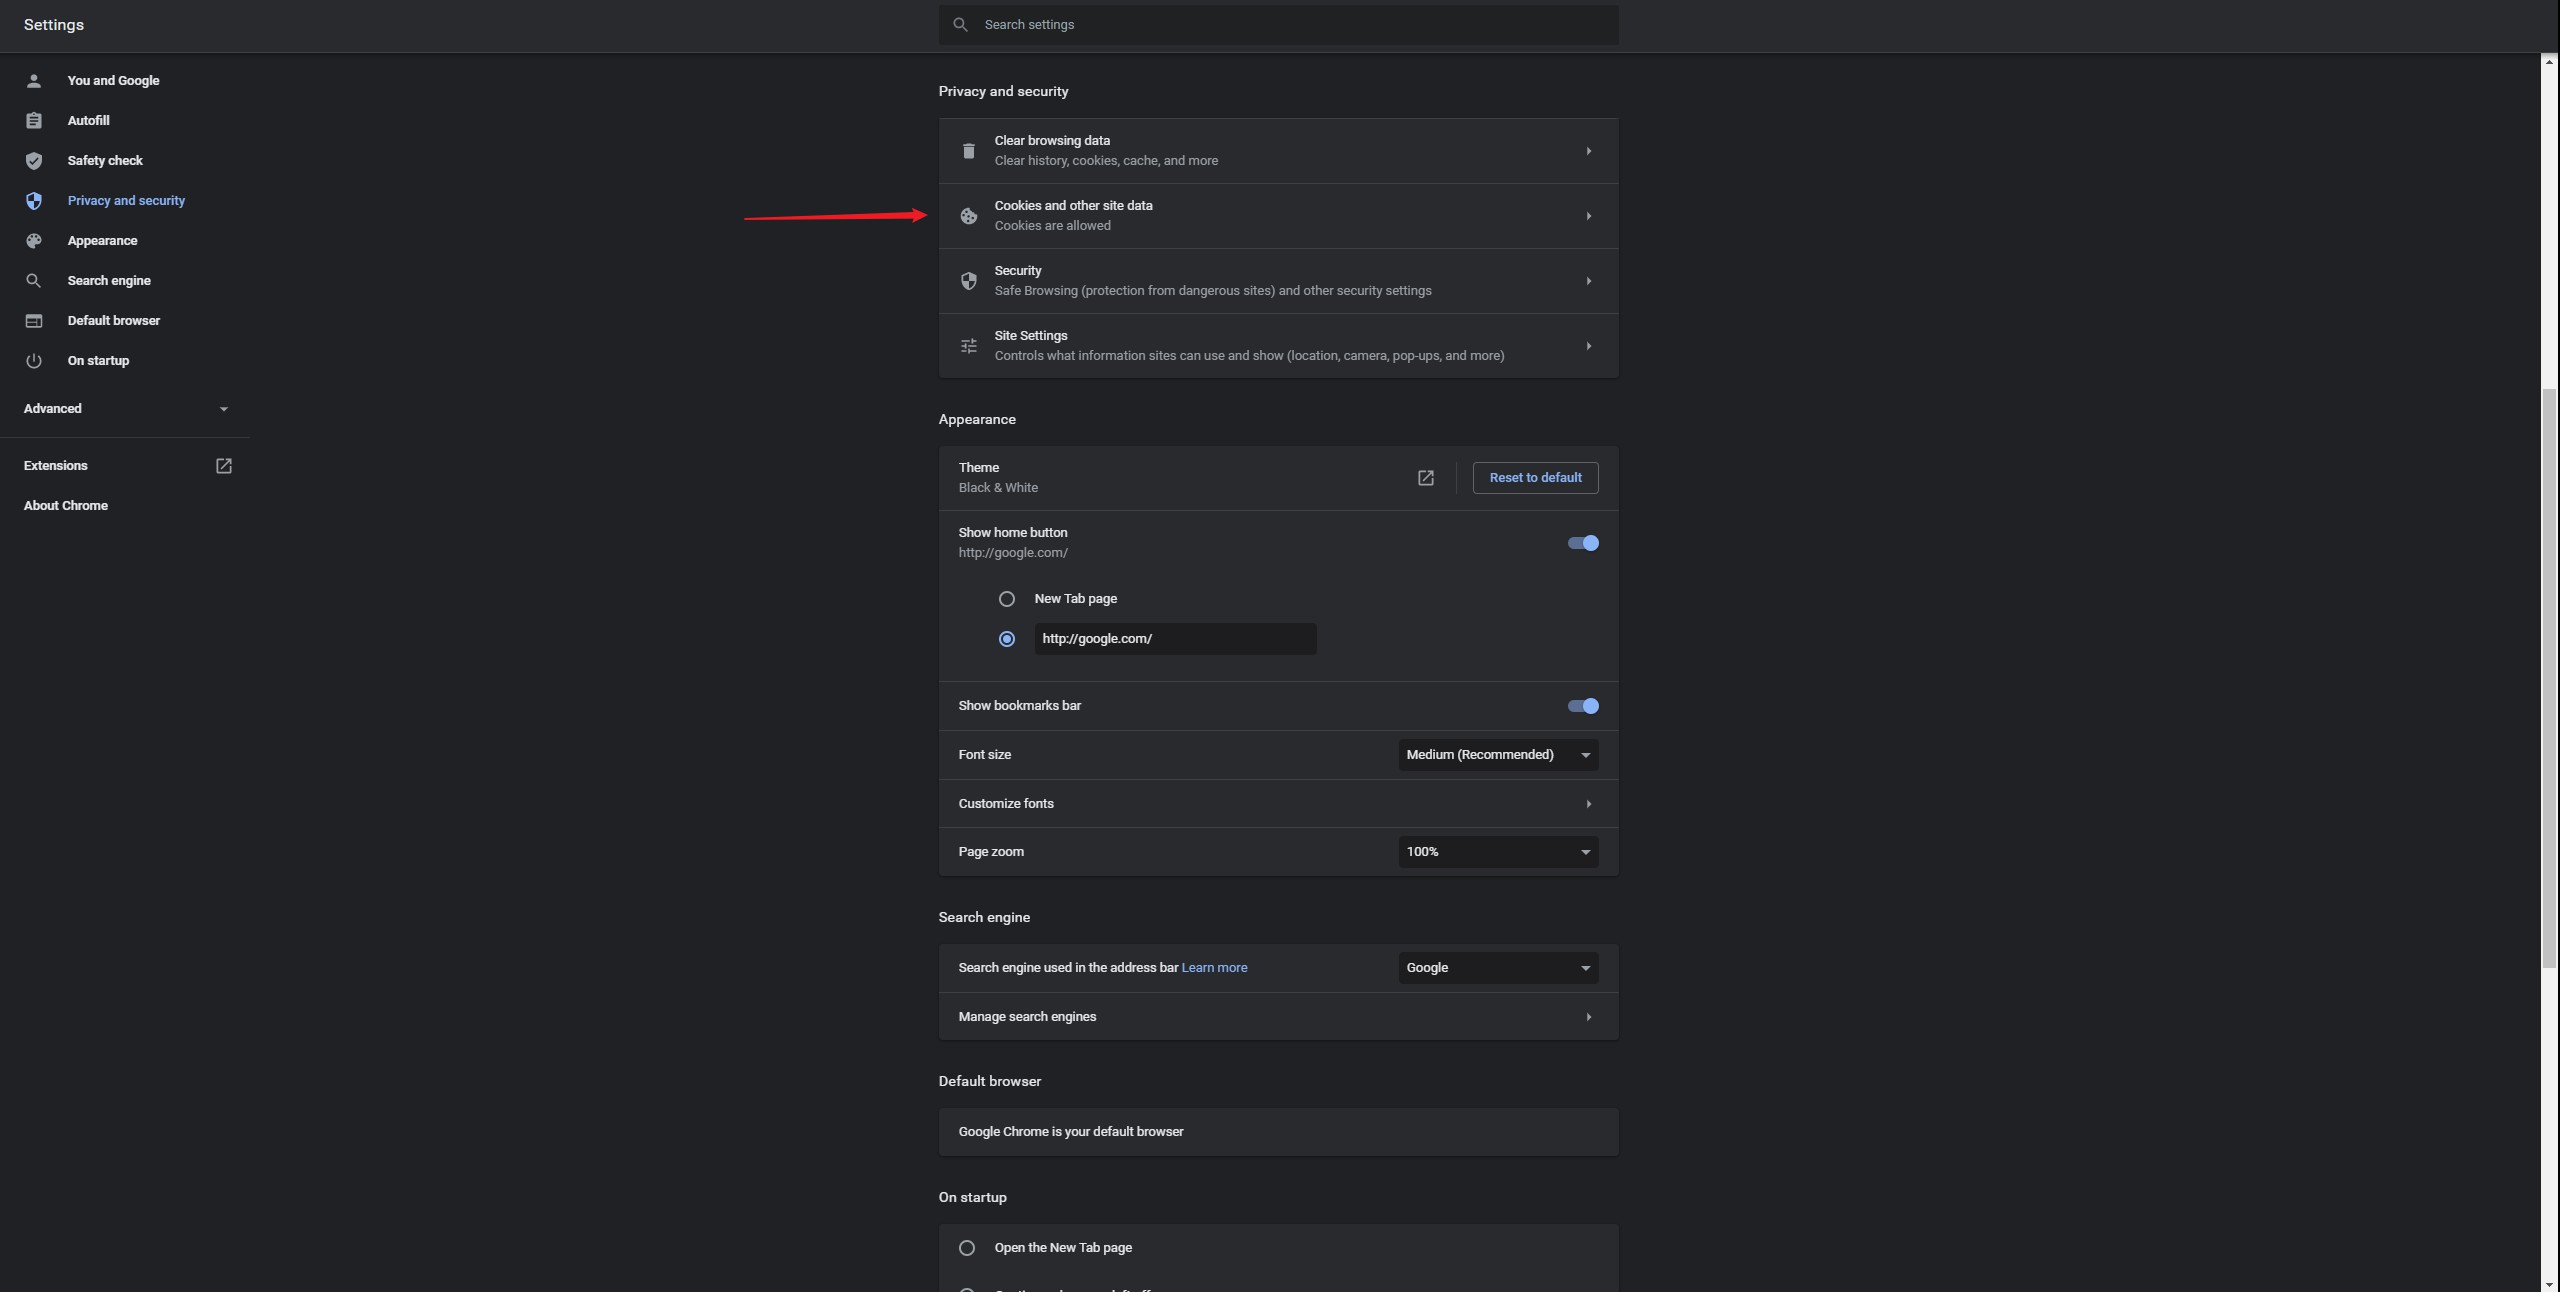 Settings
Search settings
You and Google
Autofill
Safety check
Privacy and security
Appearance
Search engine
Default browser
On startup
Advanced
Extensions
About Chrome
Privacy and security
Clear browsing data
Clear history, cookies, cache, and more
Cookies and other site data
Cookies are allowed
Security
Safe Browsing (protection from dangerous sites) and other security settings
Site Settings
Controls what information sites can use and show (location, camera, pop-ups, and more)
Appearance
Theme
Black & White
Reset to default
Show home button
http://google.com/
New Tab page
http://google.com/
Show bookmarks bar
Font size
Medium (Recommended)
Customize fonts
Page zoom
100%
Search engine
Search engine used in the address bar Learn more
Google
Manage search engines
Default browser
Google Chrome is your default browser
On startup
Open the New Tab page